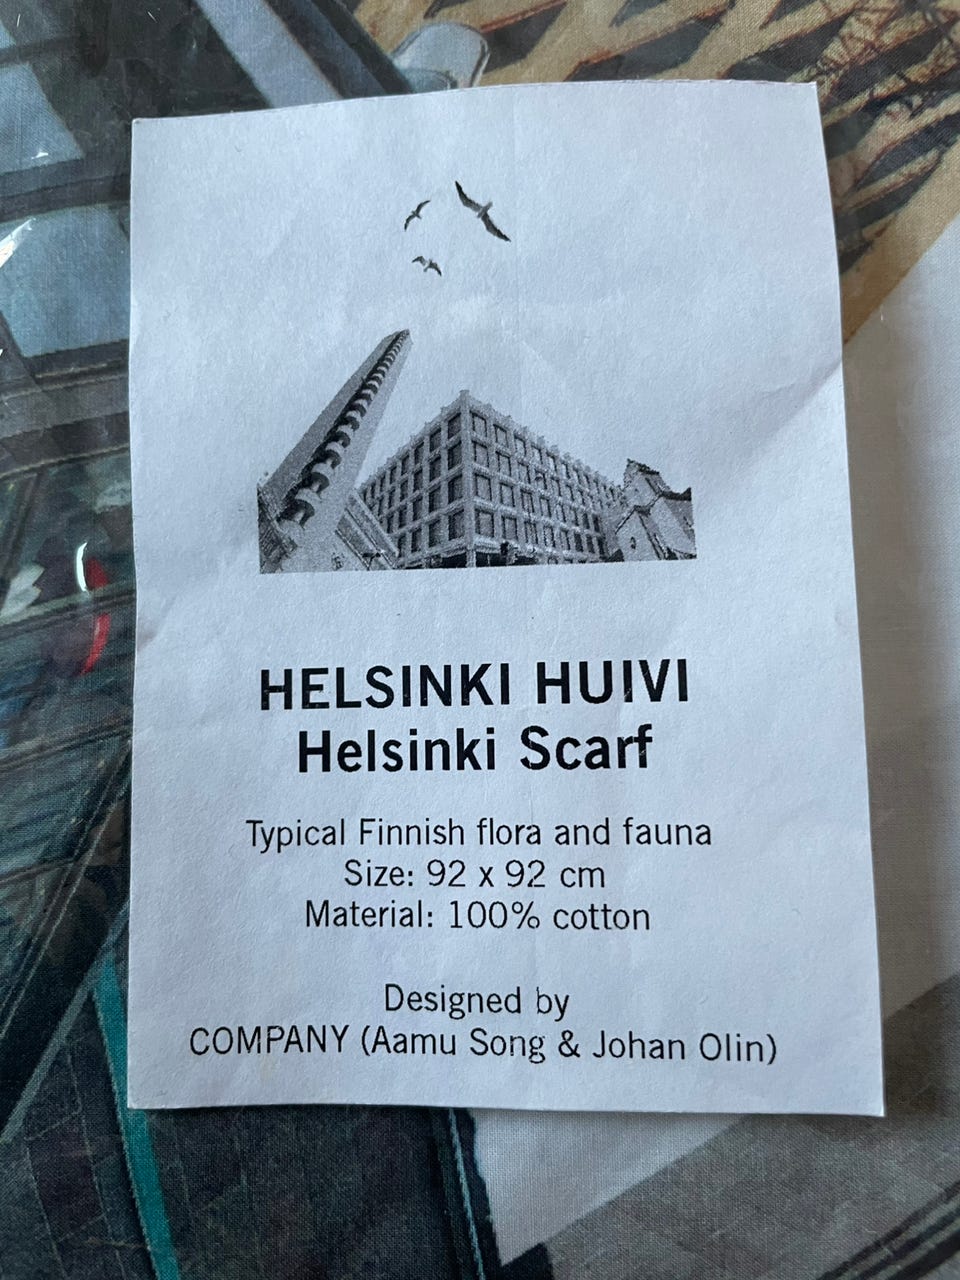 HELSINKI HUIVI
Helsinki Scarf
Typical Finnish flora and fauna
Size: 92 x 92 cm
Material: 100% cotton
Designed by
COMPANY (Aamu Song & Johan Olin)